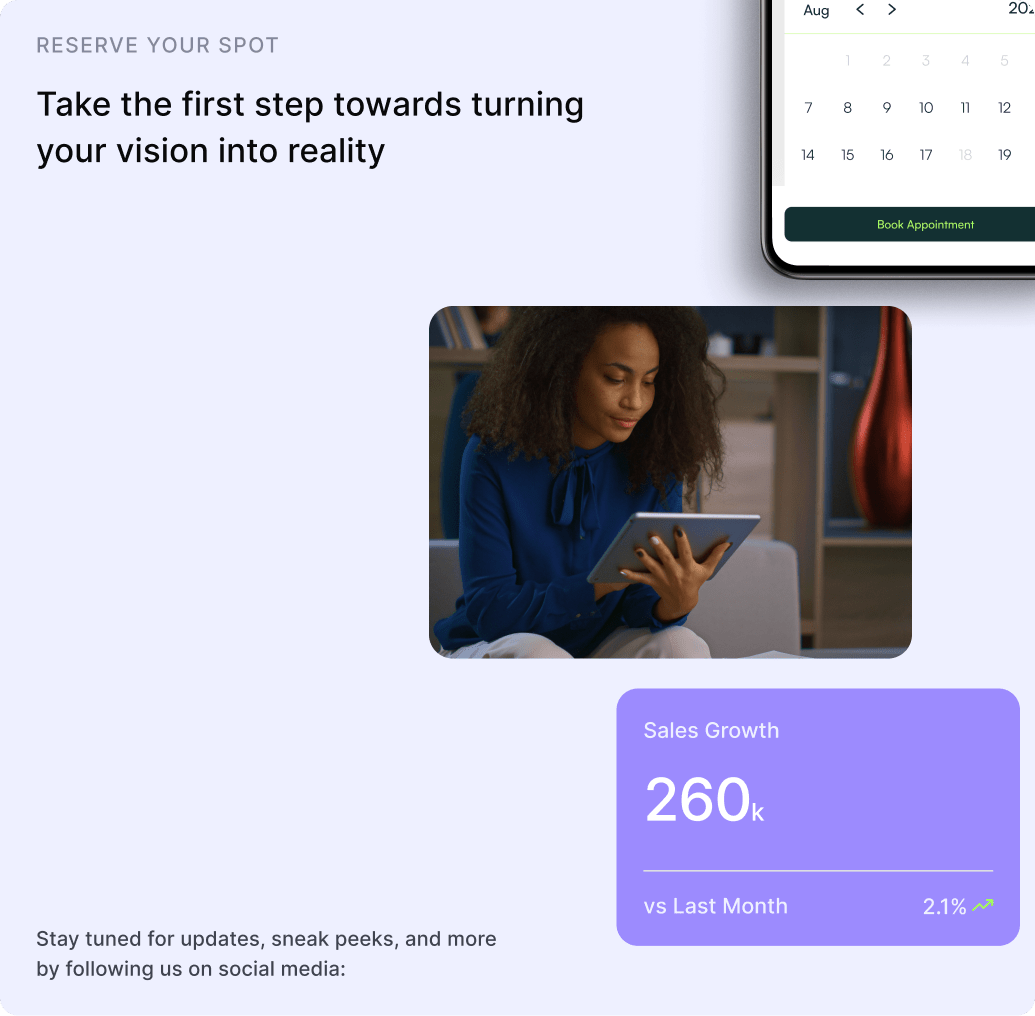 RESERVE YOUR SPOT
Take the first step towards turning
your vision into reality
Aug < >
1 2 3 4 5
7 8 9 10 11 12
14 15 16 17 18 19
Book Appointment
Sales Growth
260k
vs Last Month 2.1%
Stay tuned for updates, sneak peeks, and more
by following us on social media: